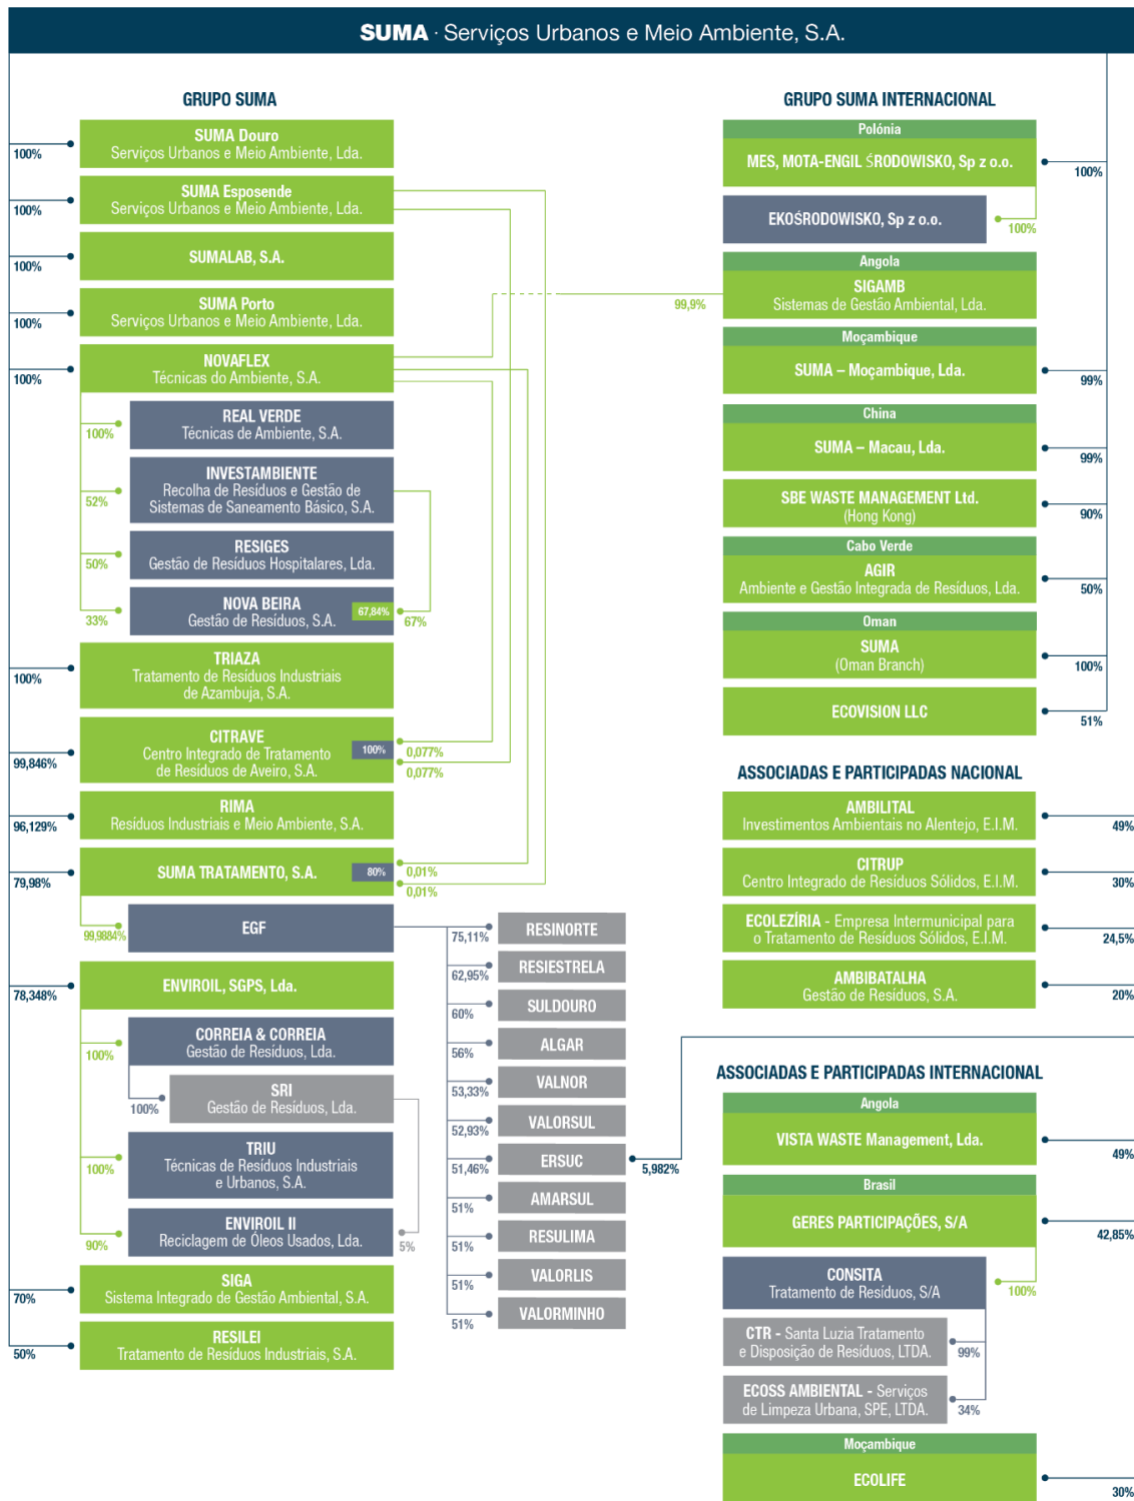 SUMA · Serviços Urbanos e Meio Ambiente, S.A.
GRUPO SUMA
100%
SUMA Douro
Serviços Urbanos e Meio Ambiente, Lda.
100%
SUMA Esposende
Serviços Urbanos e Meio Ambiente, Lda.
100%
SUMALAB, S.A.
100%
SUMA Porto
Serviços Urbanos e Meio Ambiente, Lda.
100%
NOVAFLEX
Técnicas do Ambiente, S.A.
100%
REAL VERDE
Técnicas de Ambiente, S.A.
52%
INVESTAMBIENTE
Recolha de Resíduos e Gestão de
Sistemas de Saneamento Básico, S.A.
50%
RESIGES
Gestão de Resíduos Hospitalares, Lda.
33%
NOVA BEIRA
Gestão de Resíduos, S.A.
67,84%
67%
100%
TRIAZA
Tratamento de Resíduos Industriais
de Azambuja, S.A.
99,846%
CITRAVE
Centro Integrado de Tratamento
de Resíduos de Aveiro, S.A.
100%
0,077%
0,077%
96,129%
RIMA
Resíduos Industriais e Meio Ambiente, S.A.
79,98%
SUMA TRATAMENTO, S.A.
80%
0,01%
0,01%
99,9884%
EGF
75,11%
RESINORTE
62,95%
RESIESTRELA
60%
SULDOURO
56%
ALGAR
53,33%
VALNOR
52,93%
VALORSUL
51,46%
ERSUC
5,982%
51%
AMARSUL
51%
RESULIMA
51%
VALORLIS
51%
VALORMINHO
78,348%
ENVIROIL, SGPS, Lda.
100%
CORREIA & CORREIA
Gestão de Resíduos, Lda.
100%
SRI
Gestão de Resíduos, Lda.
100%
TRIU
Técnicas de Resíduos Industriais
e Urbanos, S.A.
90%
ENVIROIL II
Reciclagem de Óleos Usados, Lda.
5%
70%
SIGA
Sistema Integrado de Gestão Ambiental, S.A.
50%
RESILEI
Tratamento de Resíduos Industriais, S.A.
GRUPO SUMA INTERNACIONAL
Polónia
MES, MOTA-ENGIL ŚRODOWISKO, Sp z o.o.
100%
EKOŚRODOWISKO, Sp z o.o.
100%
Angola
SIGAMB
Sistemas de Gestão Ambiental, Lda.
99,9%
Moçambique
SUMA – Moçambique, Lda.
99%
China
SUMA – Macau, Lda.
99%
SBE WASTE MANAGEMENT Ltd.
(Hong Kong)
90%
Cabo Verde
AGIR
Ambiente e Gestão Integrada de Resíduos, Lda.
50%
Oman
SUMA
(Oman Branch)
100%
ECOVISION LLC
51%
ASSOCIADAS E PARTICIPADAS NACIONAL
AMBILITAL
Investimentos Ambientais no Alentejo, E.I.M.
49%
CITRUP
Centro Integrado de Resíduos Sólidos, E.I.M.
30%
ECOLEZÍRIA - Empresa Intermunicipal para
o Tratamento de Resíduos Sólidos, E.I.M.
24,5%
AMBIBATALHA
Gestão de Resíduos, S.A.
20%
ASSOCIADAS E PARTICIPADAS INTERNACIONAL
Angola
VISTA WASTE Management, Lda.
49%
Brasil
GERES PARTICIPAÇÕES, S/A
42,85%
CONSITA
Tratamento de Resíduos, S/A
100%
CTR - Santa Luzia Tratamento
e Disposição de Resíduos, LTDA.
99%
ECOSS AMBIENTAL - Serviços
de Limpeza Urbana, SPE, LTDA.
34%
Moçambique
ECOLIFE
30%